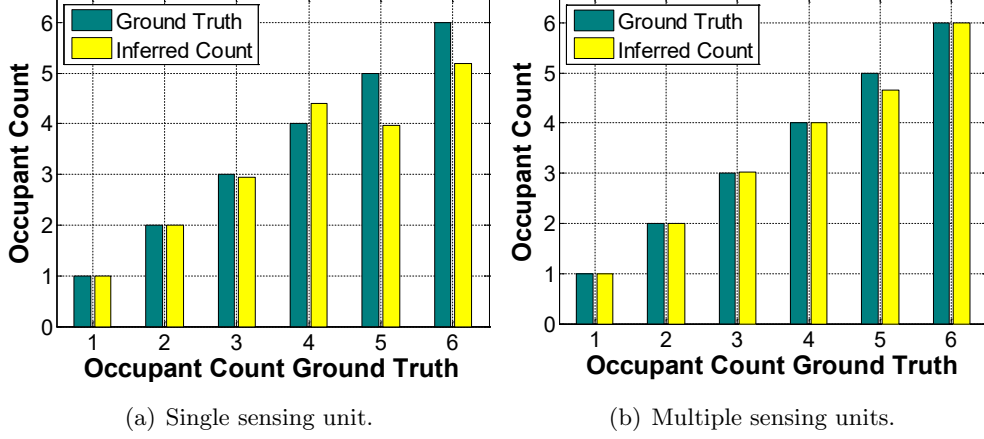 Ground Truth
Inferred Count
6
5
4
3
2
1
0
Occupant Count
1 2 3 4 5 6
Occupant Count Ground Truth
(a) Single sensing unit.
Ground Truth
Inferred Count
6
5
4
3
2
1
0
Occupant Count
1 2 3 4 5 6
Occupant Count Ground Truth
(b) Multiple sensing units.